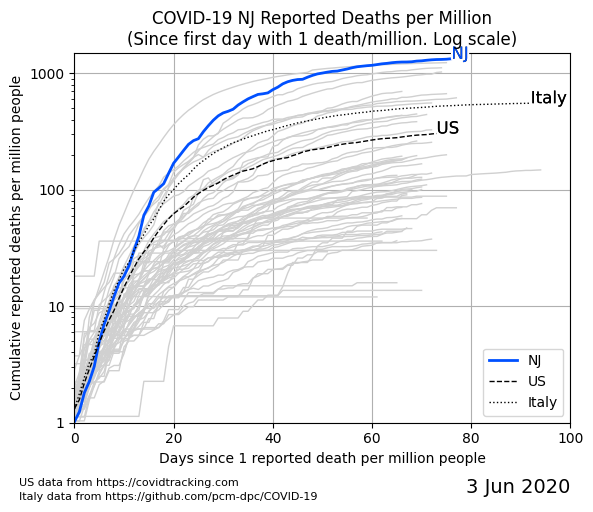 COVID-19 NJ Reported Deaths per Million
(Since first day with 1 death/million. Log scale)
NJ
Italy
US
1000
100
10
1
Cumulative reported deaths per million people
NJ
US
Italy
0 20 40 60 80 100
Days since 1 reported death per million people
US data from https://covidtracking.com
Italy data from https://github.com/pcm-dpc/COVID-19
3 Jun 2020